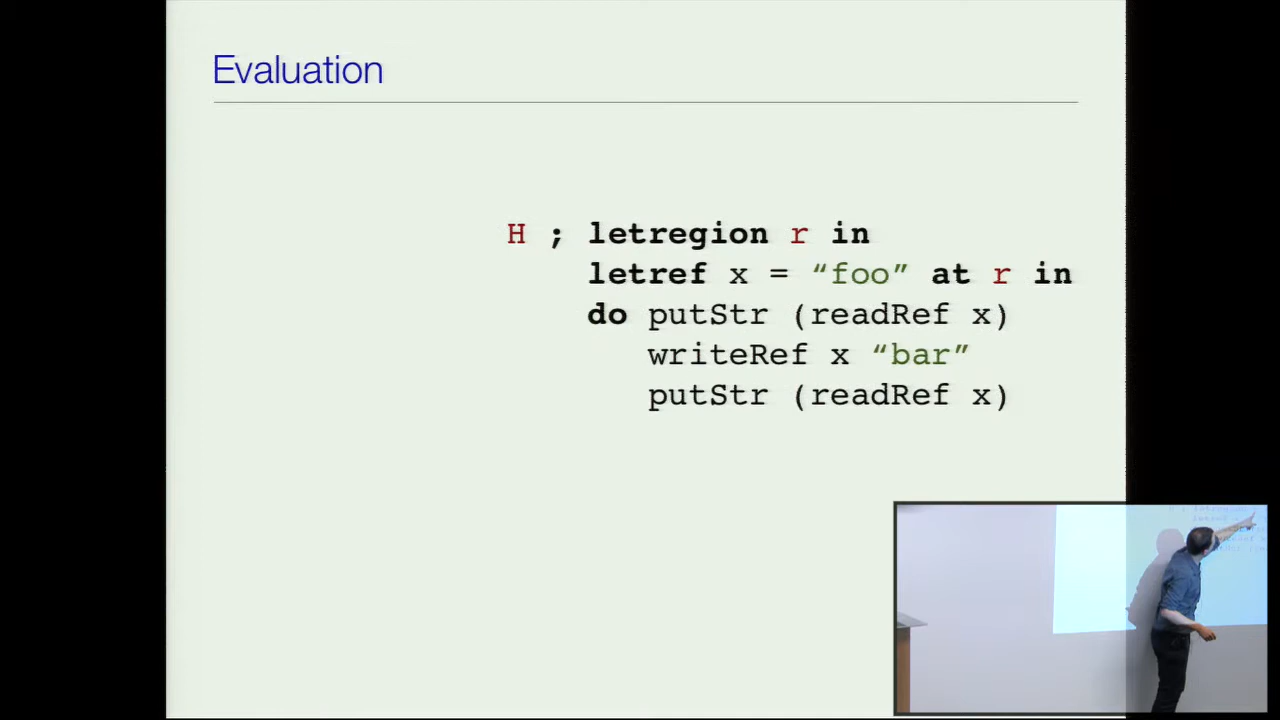 Evaluation
H ; letregion r in
letref x = “foo” at r in
do putStr (readRef x)
writeRef x “bar”
putStr (readRef x)